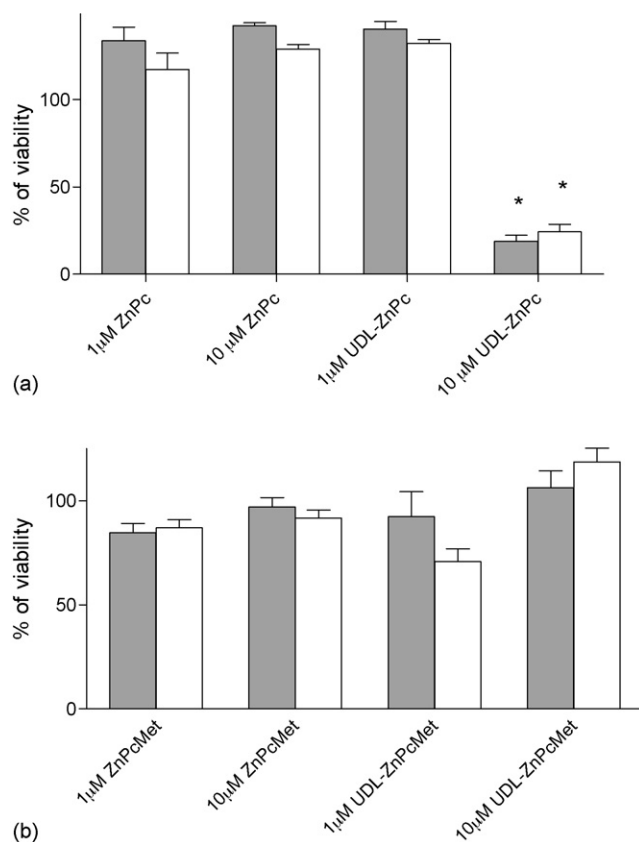 % of viability
100
50
0
* *
1μM ZnPc
10 μM ZnPc
1μM UDL-ZnPc
10 μM UDL-ZnPc
(a)
% of viability
100
50
0
1μM ZnPcMet
10μM ZnPcMet
1μM UDL-ZnPcMet
10μM UDL-ZnPcMet
(b)